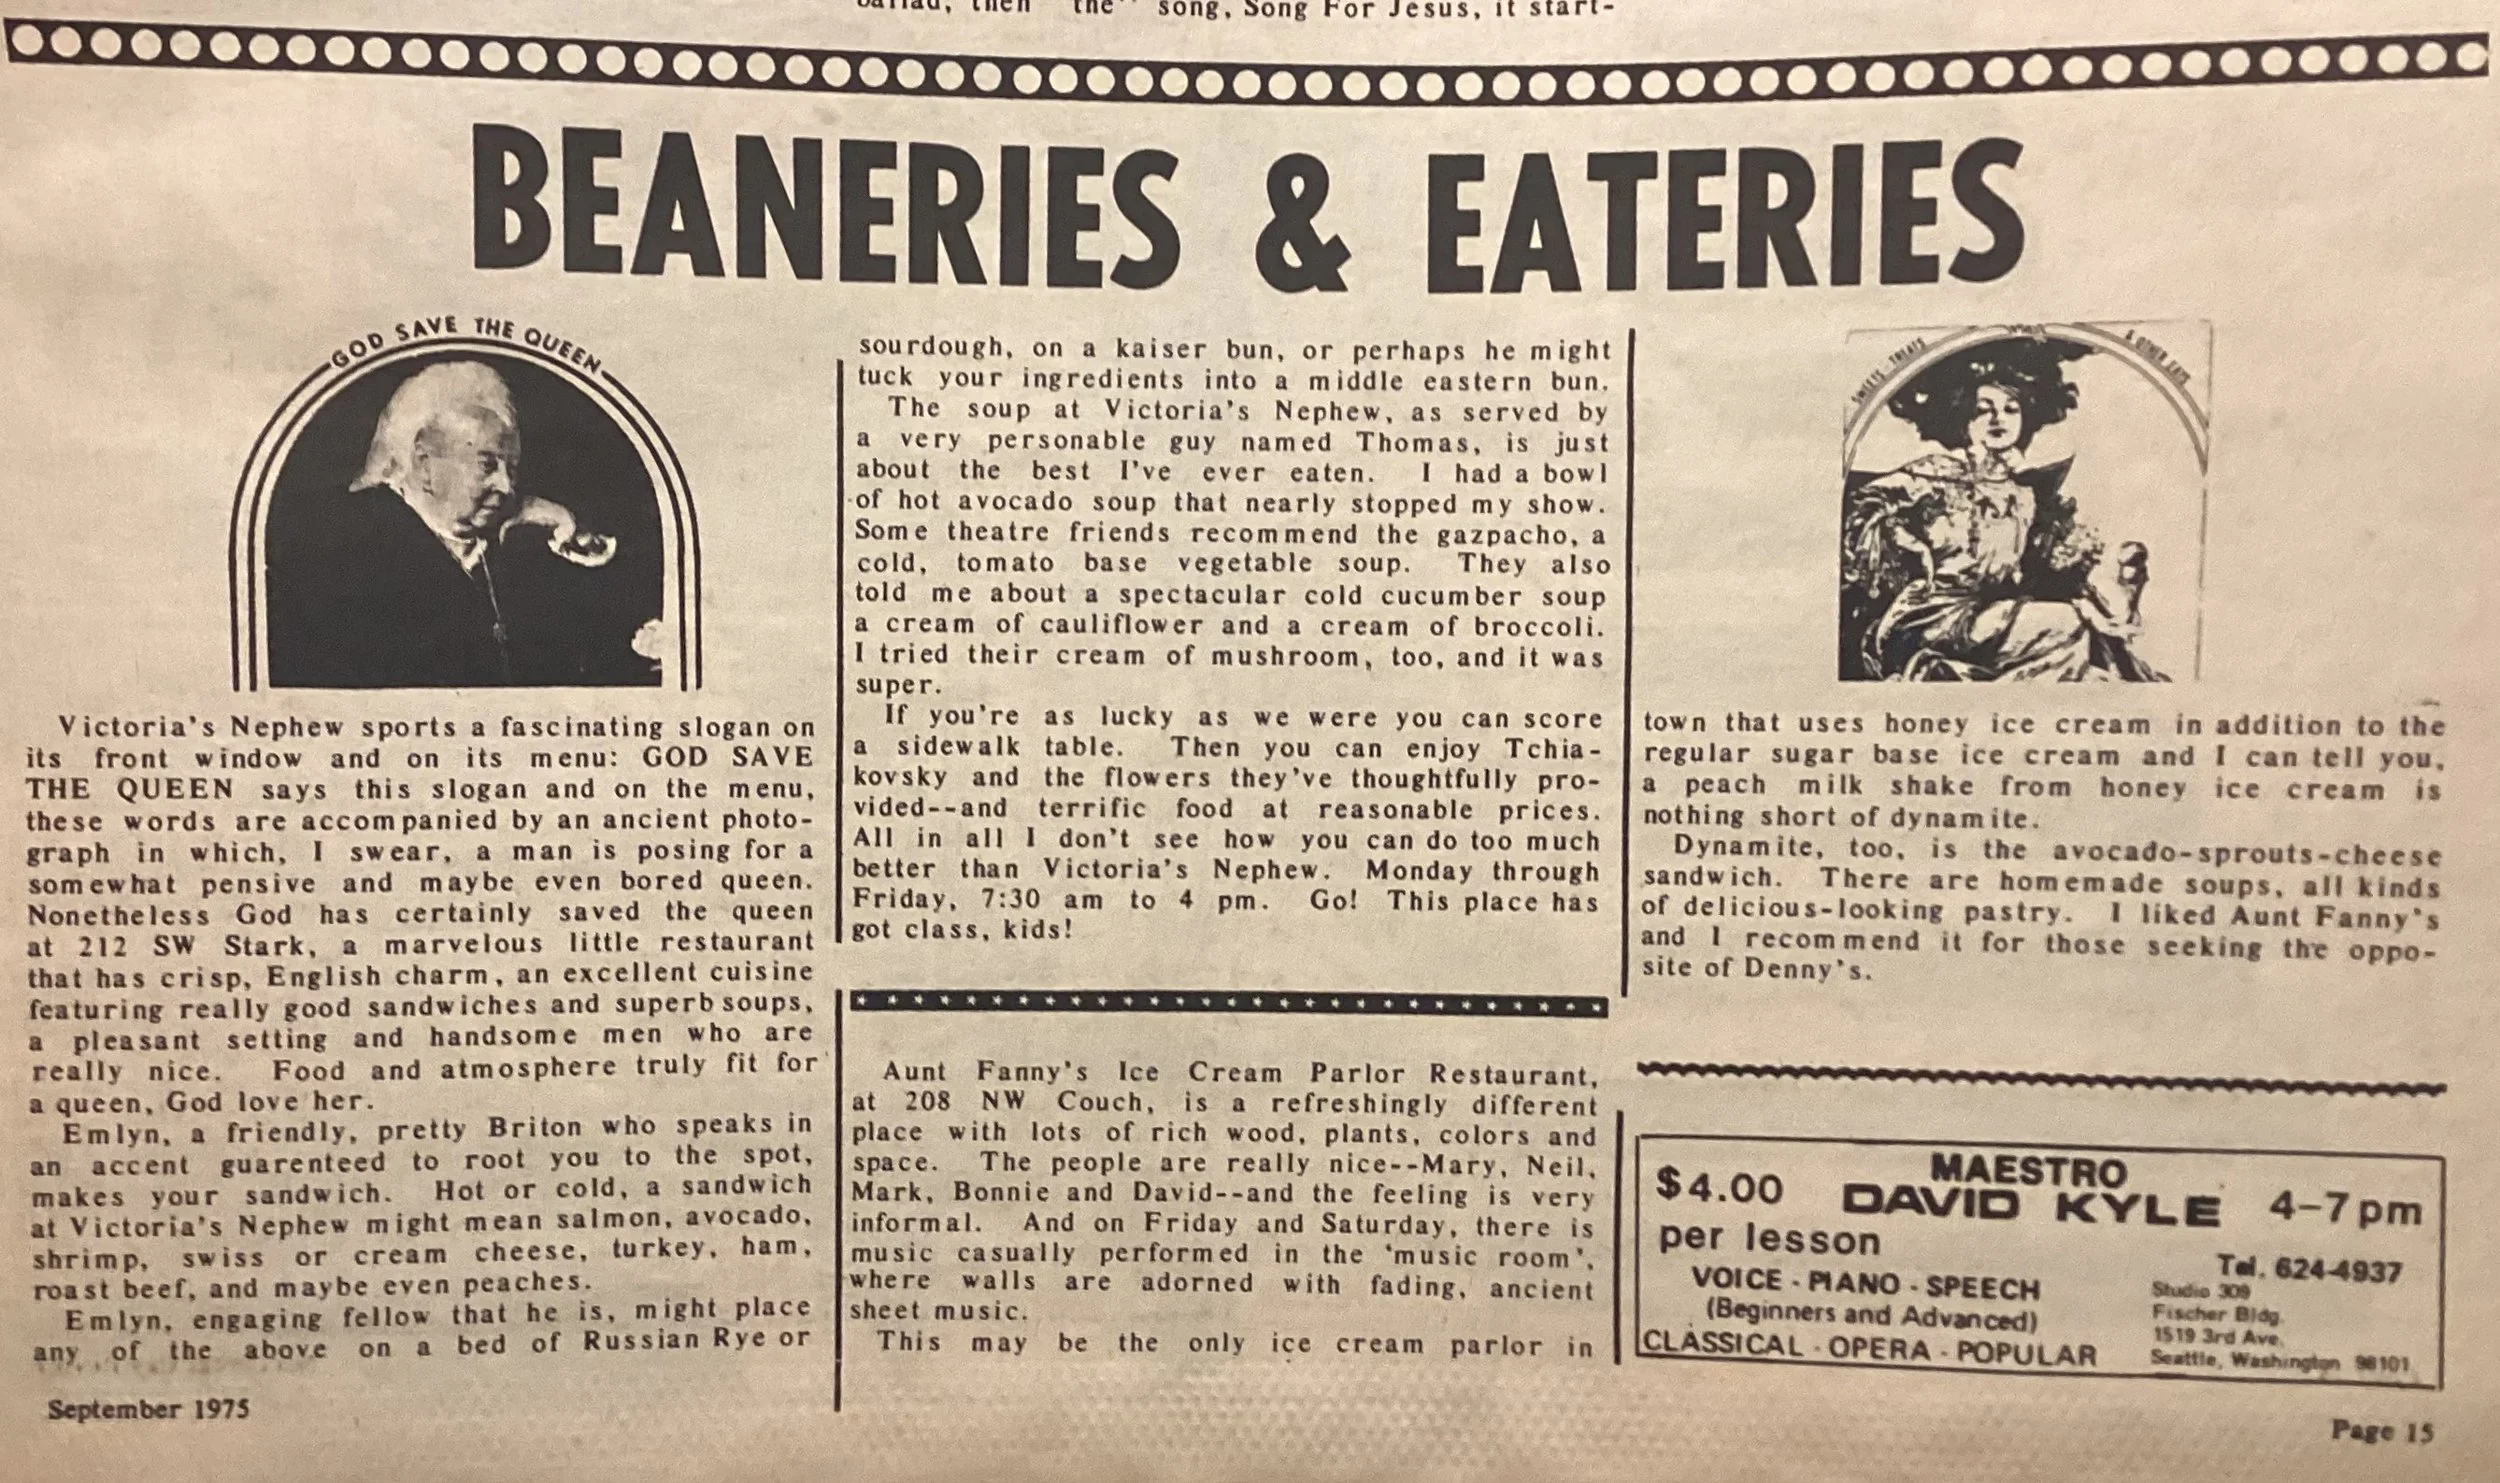 ballad, then "the" song, Song For Jesus, it start-
BEANERIES & EATERIES
GOD SAVE THE QUEEN
Victoria's Nephew sports a fascinating slogan on
its front window and on its menu: GOD SAVE
THE QUEEN says this slogan and on the menu,
these words are accompanied by an ancient photo-
graph in which, I swear, a man is posing for a
somewhat pensive and maybe even bored queen.
Nonetheless God has certainly saved the queen
at 212 SW Stark, a marvelous little restaurant
that has crisp, English charm, an excellent cuisine
featuring really good sandwiches and superb soups,
a pleasant setting and handsome men who are
really nice. Food and atmosphere truly fit for
a queen, God love her.
Emlyn, a friendly, pretty Briton who speaks in
an accent guarenteed to root you to the spot,
makes your sandwich. Hot or cold, a sandwich
at Victoria's Nephew might mean salmon, avocado,
shrimp, swiss or cream cheese, turkey, ham,
roast beef, and maybe even peaches.
Emlyn, engaging fellow that he is, might place
any of the above on a bed of Russian Rye or
sourdough, on a kaiser bun, or perhaps he might
tuck your ingredients into a middle eastern bun.
The soup at Victoria's Nephew, as served by
a very personable guy named Thomas, is just
about the best I've ever eaten. I had a bowl
of hot avocado soup that nearly stopped my show.
Some theatre friends recommend the gazpacho, a
cold, tomato base vegetable soup. They also
told me about a spectacular cold cucumber soup
a cream of cauliflower and a cream of broccoli.
I tried their cream of mushroom, too, and it was
super.
If you're as lucky as we were you can score
a sidewalk table. Then you can enjoy Tchia-
kovsky and the flowers they've thoughtfully pro-
vided--and terrific food at reasonable prices.
All in all I don't see how you can do too much
better than Victoria's Nephew. Monday through
Friday, 7:30 am to 4 pm. Go! This place has
got class, kids!
Aunt Fanny's Ice Cream Parlor Restaurant,
at 208 NW Couch, is a refreshingly different
place with lots of rich wood, plants, colors and
space. The people are really nice--Mary, Neil,
Mark, Bonnie and David--and the feeling is very
informal. And on Friday and Saturday, there is
music casually performed in the 'music room',
where walls are adorned with fading, ancient
sheet music.
This may be the only ice cream parlor in
SWEETS TREATS
& OTHER EATS
town that uses honey ice cream in addition to the
regular sugar base ice cream and I can tell you,
a peach milk shake from honey ice cream is
nothing short of dynamite.
Dynamite, too, is the avocado-sprouts-cheese
sandwich. There are homemade soups, all kinds
of delicious-looking pastry. I liked Aunt Fanny's
and I recommend it for those seeking the oppo-
site of Denny's.
$4.00
per lesson
MAESTRO
DAVID KYLE
4-7 pm
Tel. 624-4937
VOICE - PIANO - SPEECH
(Beginners and Advanced)
CLASSICAL - OPERA - POPULAR
Studio 309
Fischer Bldg.
1519 3rd Ave.
Seattle, Washington 98101
September 1975
Page 15